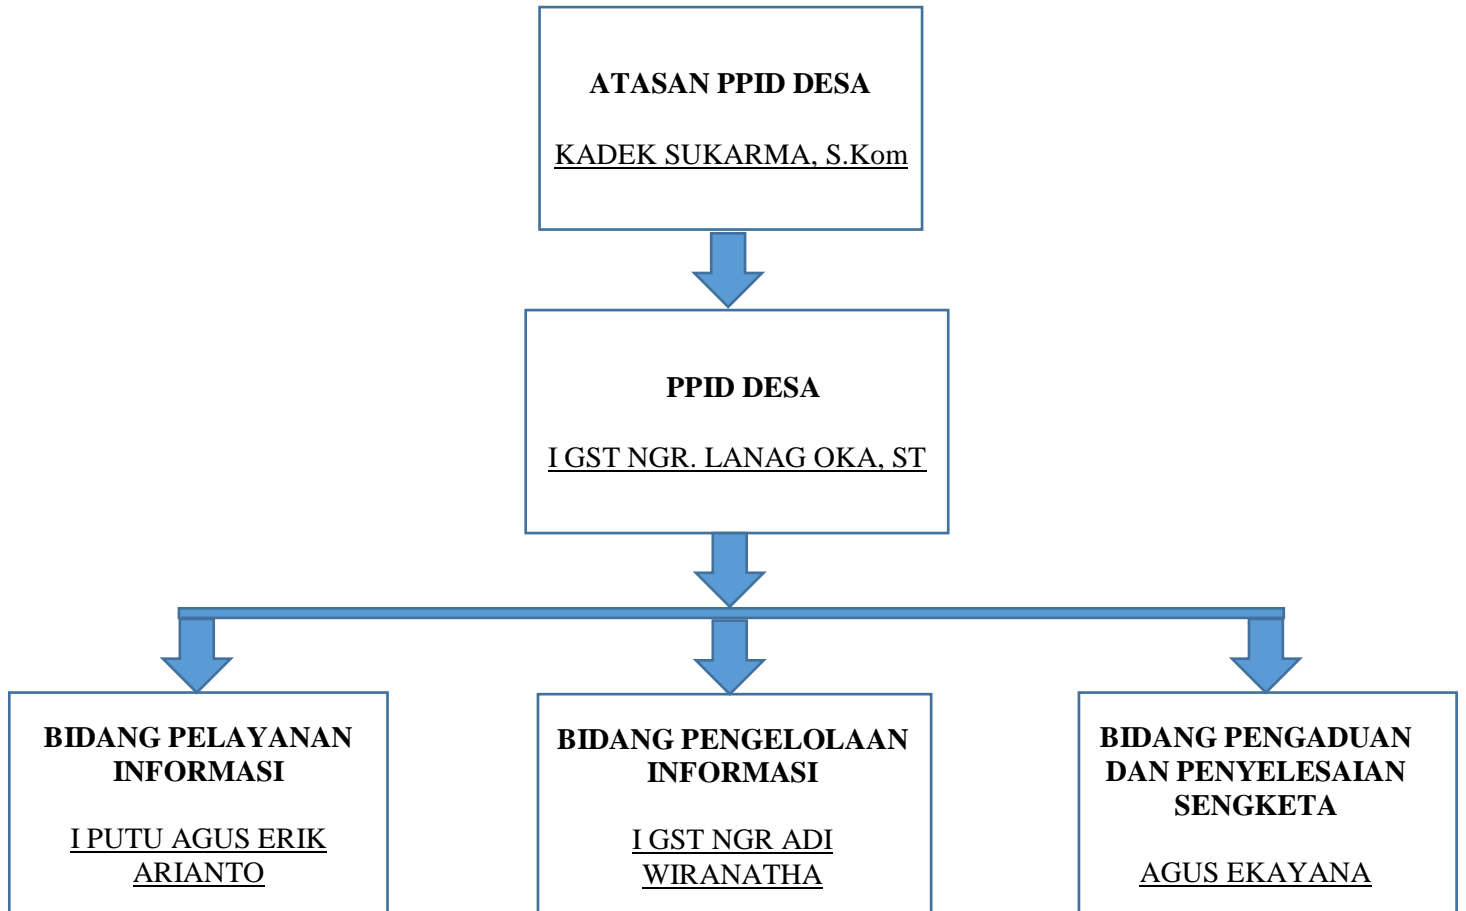 ATASAN PPID DESA
KADEK SUKARMA, S.Kom
PPID DESA
I GST NGR. LANAG OKA, ST
BIDANG PELAYANAN
INFORMASI
I PUTU AGUS ERIK
ARIANTO
BIDANG PENGELOLAAN
INFORMASI
I GST NGR ADI
WIRANATHA
BIDANG PENGADUAN
DAN PENYELESAIAN
SENGKETA
AGUS EKAYANA